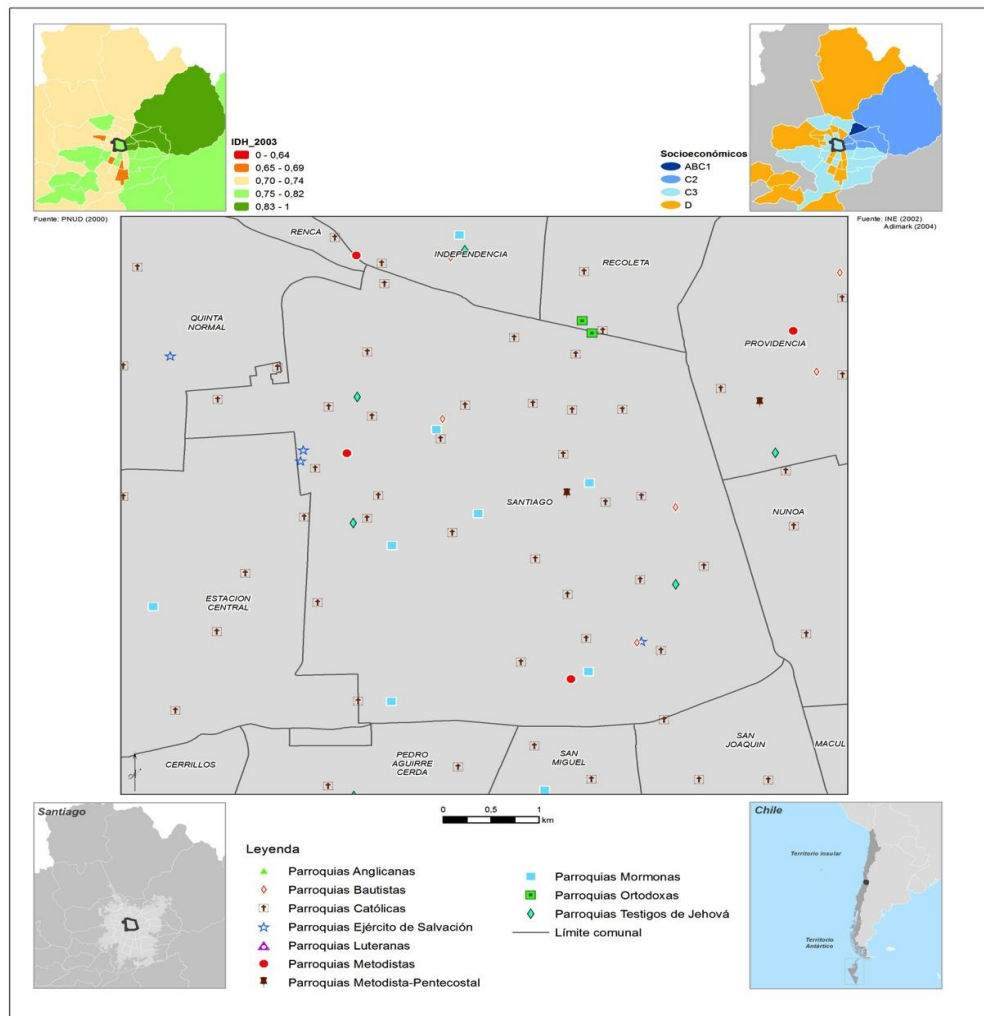 IDH_2003
0 - 0,64
0,65 - 0,69
0,70 - 0,74
0,75 - 0,82
0,83 - 1
Fuente: PNUD (2000)
Socioeconómicos
ABC1
C2
C3
D
Fuente: INE (2002)
Adimark (2004)
RENCA
INDEPENDENCIA
RECOLETA
QUINTA
NORMAL
PROVIDENCIA
SANTIAGO
NUNOA
ESTACION
CENTRAL
CERRILLOS
PEDRO
AGUIRRE
CERDA
SAN
MIGUEL
SAN
JOAQUIN
MACUL
Santiago
0 0,5 1
km
Chile
Territorio insular
Territorio
Antártico
Leyenda
Parroquias Anglicanas
Parroquias Bautistas
Parroquias Católicas
Parroquias Ejército de Salvación
Parroquias Luteranas
Parroquias Metodistas
Parroquias Metodista-Pentecostal
Parroquias Mormonas
Parroquias Ortodoxas
Parroquias Testigos de Jehová
Límite comunal